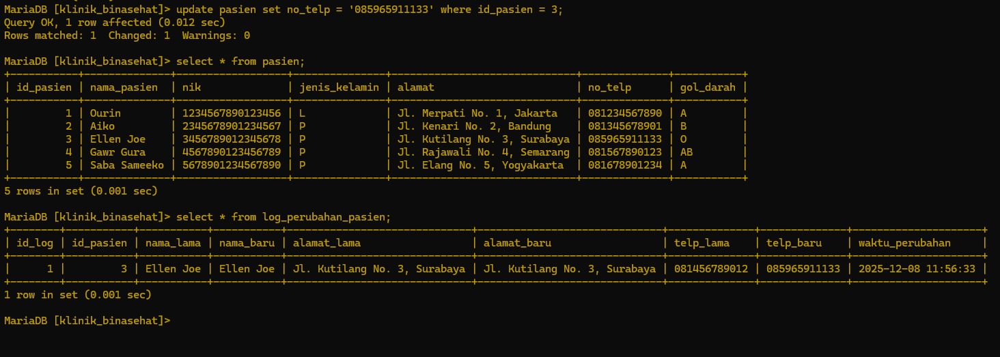 MariaDB [klinik_binasehat]> update pasien set no_telp = '085965911133' where id_pasien = 3;
Query OK, 1 row affected (0.012 sec)
Rows matched: 1  Changed: 1  Warnings: 0
MariaDB [klinik_binasehat]> select * from pasien;
+-----------+--------------+------------------+---------------+------------------------------+--------------+-----------+
| id_pasien | nama_pasien  | nik              | jenis_kelamin | alamat                       | no_telp      | gol_darah |
+-----------+--------------+------------------+---------------+------------------------------+--------------+-----------+
|         1 | Ourin        | 1234567890123456 | L             | Jl. Merpati No. 1, Jakarta   | 081234567890 | A         |
|         2 | Aiko         | 2345678901234567 | P             | Jl. Kenari No. 2, Bandung    | 081345678901 | B         |
|         3 | Ellen Joe    | 3456789012345678 | P             | Jl. Kutilang No. 3, Surabaya | 085965911133 | O         |
|         4 | Gawr Gura    | 4567890123456789 | P             | Jl. Rajawali No. 4, Semarang | 081567890123 | AB        |
|         5 | Saba Sameeko | 5678901234567890 | P             | Jl. Elang No. 5, Yogyakarta  | 081678901234 | A         |
+-----------+--------------+------------------+---------------+------------------------------+--------------+-----------+
5 rows in set (0.001 sec)
MariaDB [klinik_binasehat]> select * from log_perubahan_pasien;
+--------+-----------+-----------+-----------+------------------------------+------------------------------+--------------+--------------+---------------------+
| id_log | id_pasien | nama_lama | nama_baru | alamat_lama                  | alamat_baru                  | telp_lama    | telp_baru    | waktu_perubahan     |
+--------+-----------+-----------+-----------+------------------------------+------------------------------+--------------+--------------+---------------------+
|      1 |         3 | Ellen Joe | Ellen Joe | Jl. Kutilang No. 3, Surabaya | Jl. Kutilang No. 3, Surabaya | 081456789012 | 085965911133 | 2025-12-08 11:56:33 |
+--------+-----------+-----------+-----------+------------------------------+------------------------------+--------------+--------------+---------------------+
1 row in set (0.001 sec)
MariaDB [klinik_binasehat]>